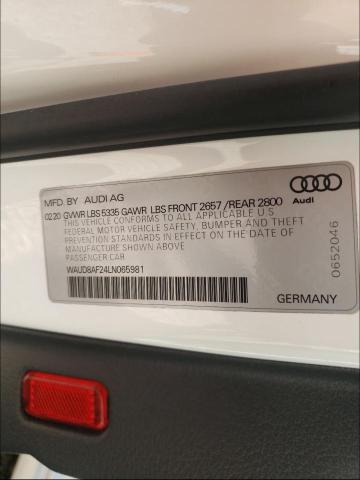 MFD. BY AUDI AG
0220 GVWR LBS 5335 GAWR LBS FRONT 2657 / REAR 2800
THIS VEHICLE CONFORMS TO ALL APPLICABLE U.S
FEDERAL MOTOR VEHICLE SAFETY, BUMPER, AND THEFT
PREVENTION STANDARDS IN EFFECT ON THE DATE OF
MANUFACTURE SHOWN ABOVE
PASSENGER CAR
WAUD8AF24LN065981
Audi
0652046
GERMANY